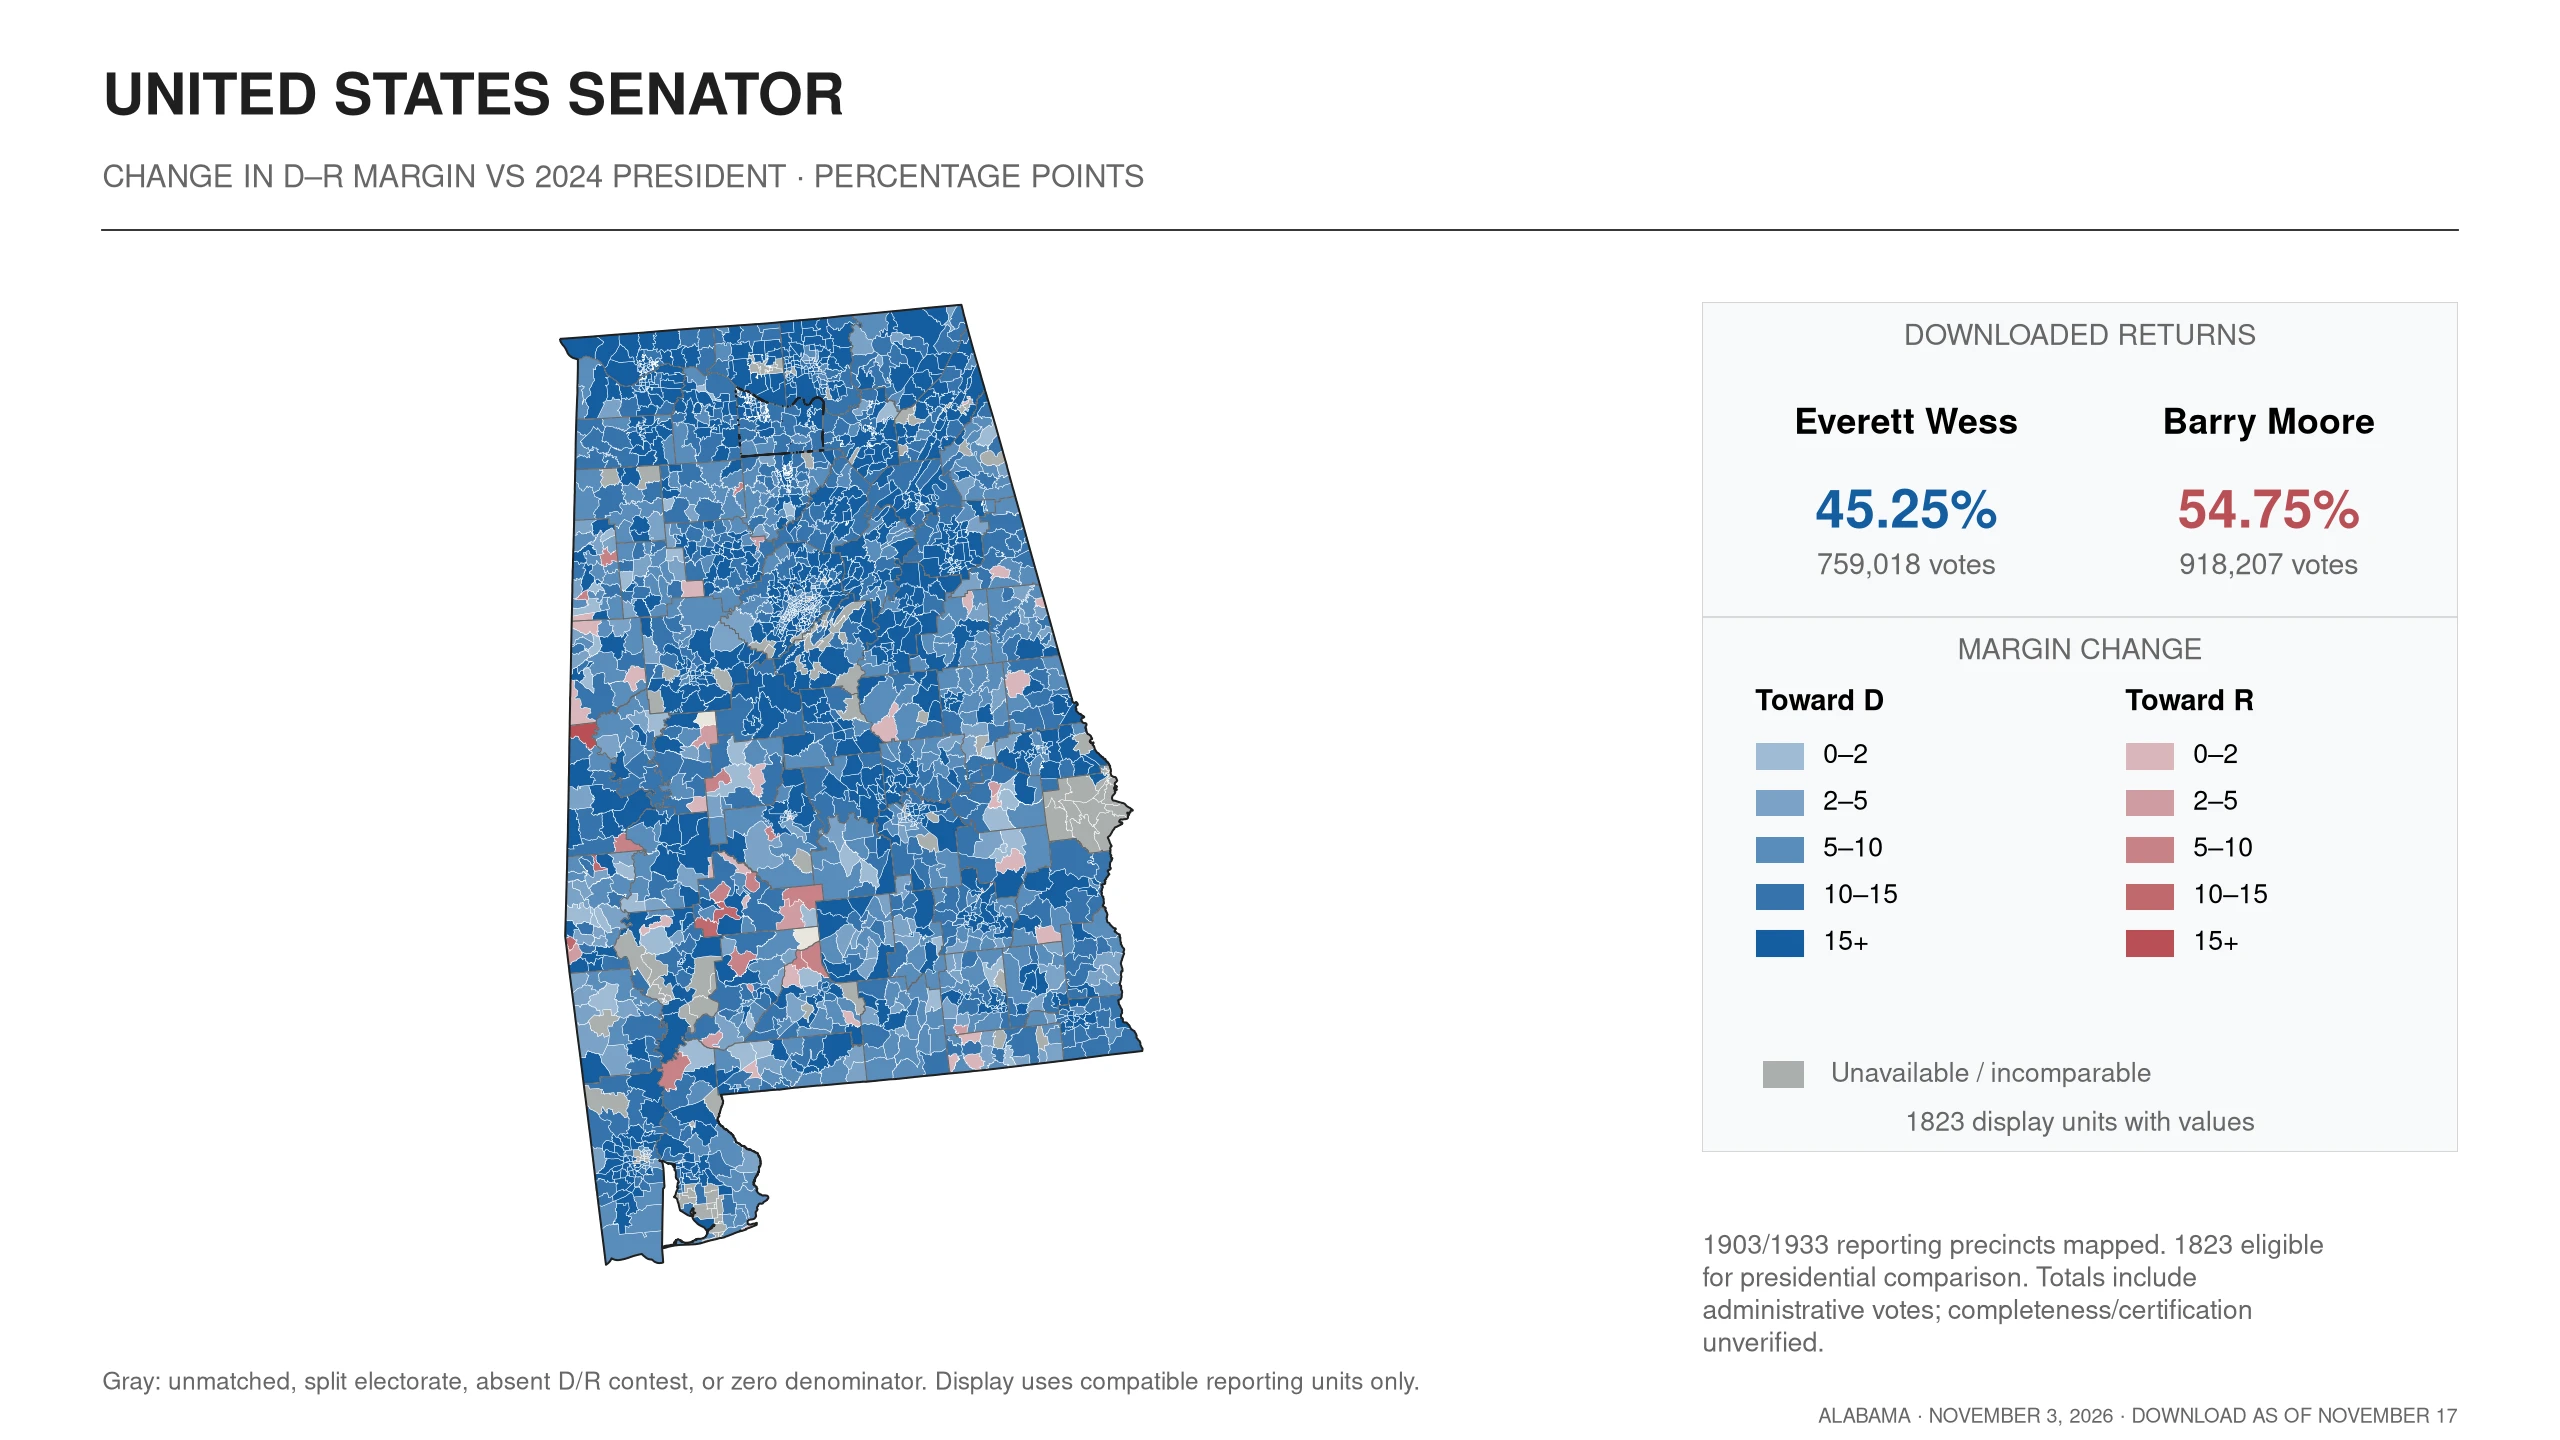 UNITED STATES SENATOR
CHANGE IN D–R MARGIN VS 2024 PRESIDENT · PERCENTAGE POINTS
DOWNLOADED RETURNS
Everett Wess
Barry Moore
45.25%
54.75%
759,018 votes
918,207 votes
MARGIN CHANGE
Toward D
Toward R
0–2
0–2
2–5
2–5
5–10
5–10
10–15
10–15
15+
15+
Unavailable / incomparable
1823 display units with values
1903/1933 reporting precincts mapped. 1823 eligible
for presidential comparison. Totals include
administrative votes; completeness/certification
unverified.
Gray: unmatched, split electorate, absent D/R contest, or zero denominator. Display uses compatible reporting units only.
ALABAMA · NOVEMBER 3, 2026 · DOWNLOAD AS OF NOVEMBER 17